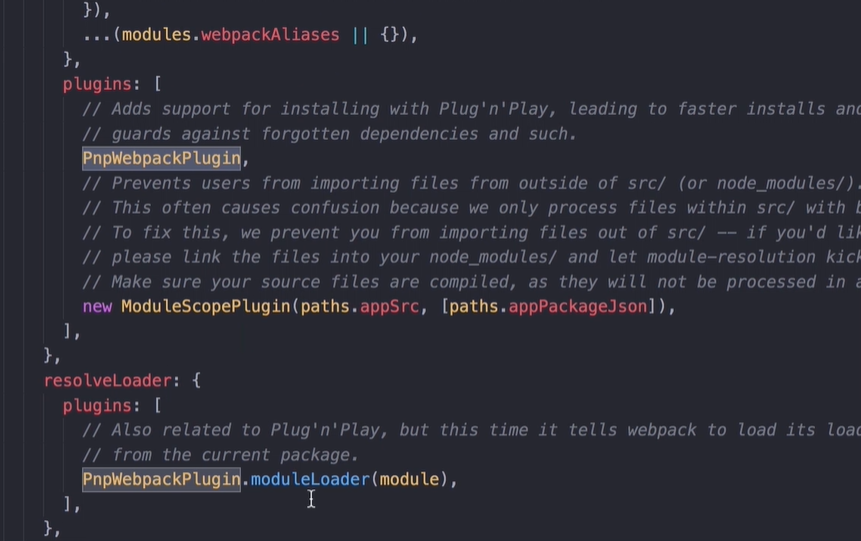 }),
...(modules.webpackAliases || {}),
},
plugins: [
// Adds support for installing with Plug'n'Play, leading to faster installs and
// guards against forgotten dependencies and such.
PnpWebpackPlugin,
// Prevents users from importing files from outside of src/ (or node_modules/).
// This often causes confusion because we only process files within src/ with
// To fix this, we prevent you from importing files out of src/ -- if you'd
// please link the files into your node_modules/ and let module-resolution kick
// Make sure your source files are compiled, as they will not be processed in
new ModuleScopePlugin(paths.appSrc, [paths.appPackageJson]),
],
},
resolveLoader: {
plugins: [
// Also related to Plug'n'Play, but this time it tells webpack to load its
// from the current package.
PnpWebpackPlugin.moduleLoader(module),
],
},